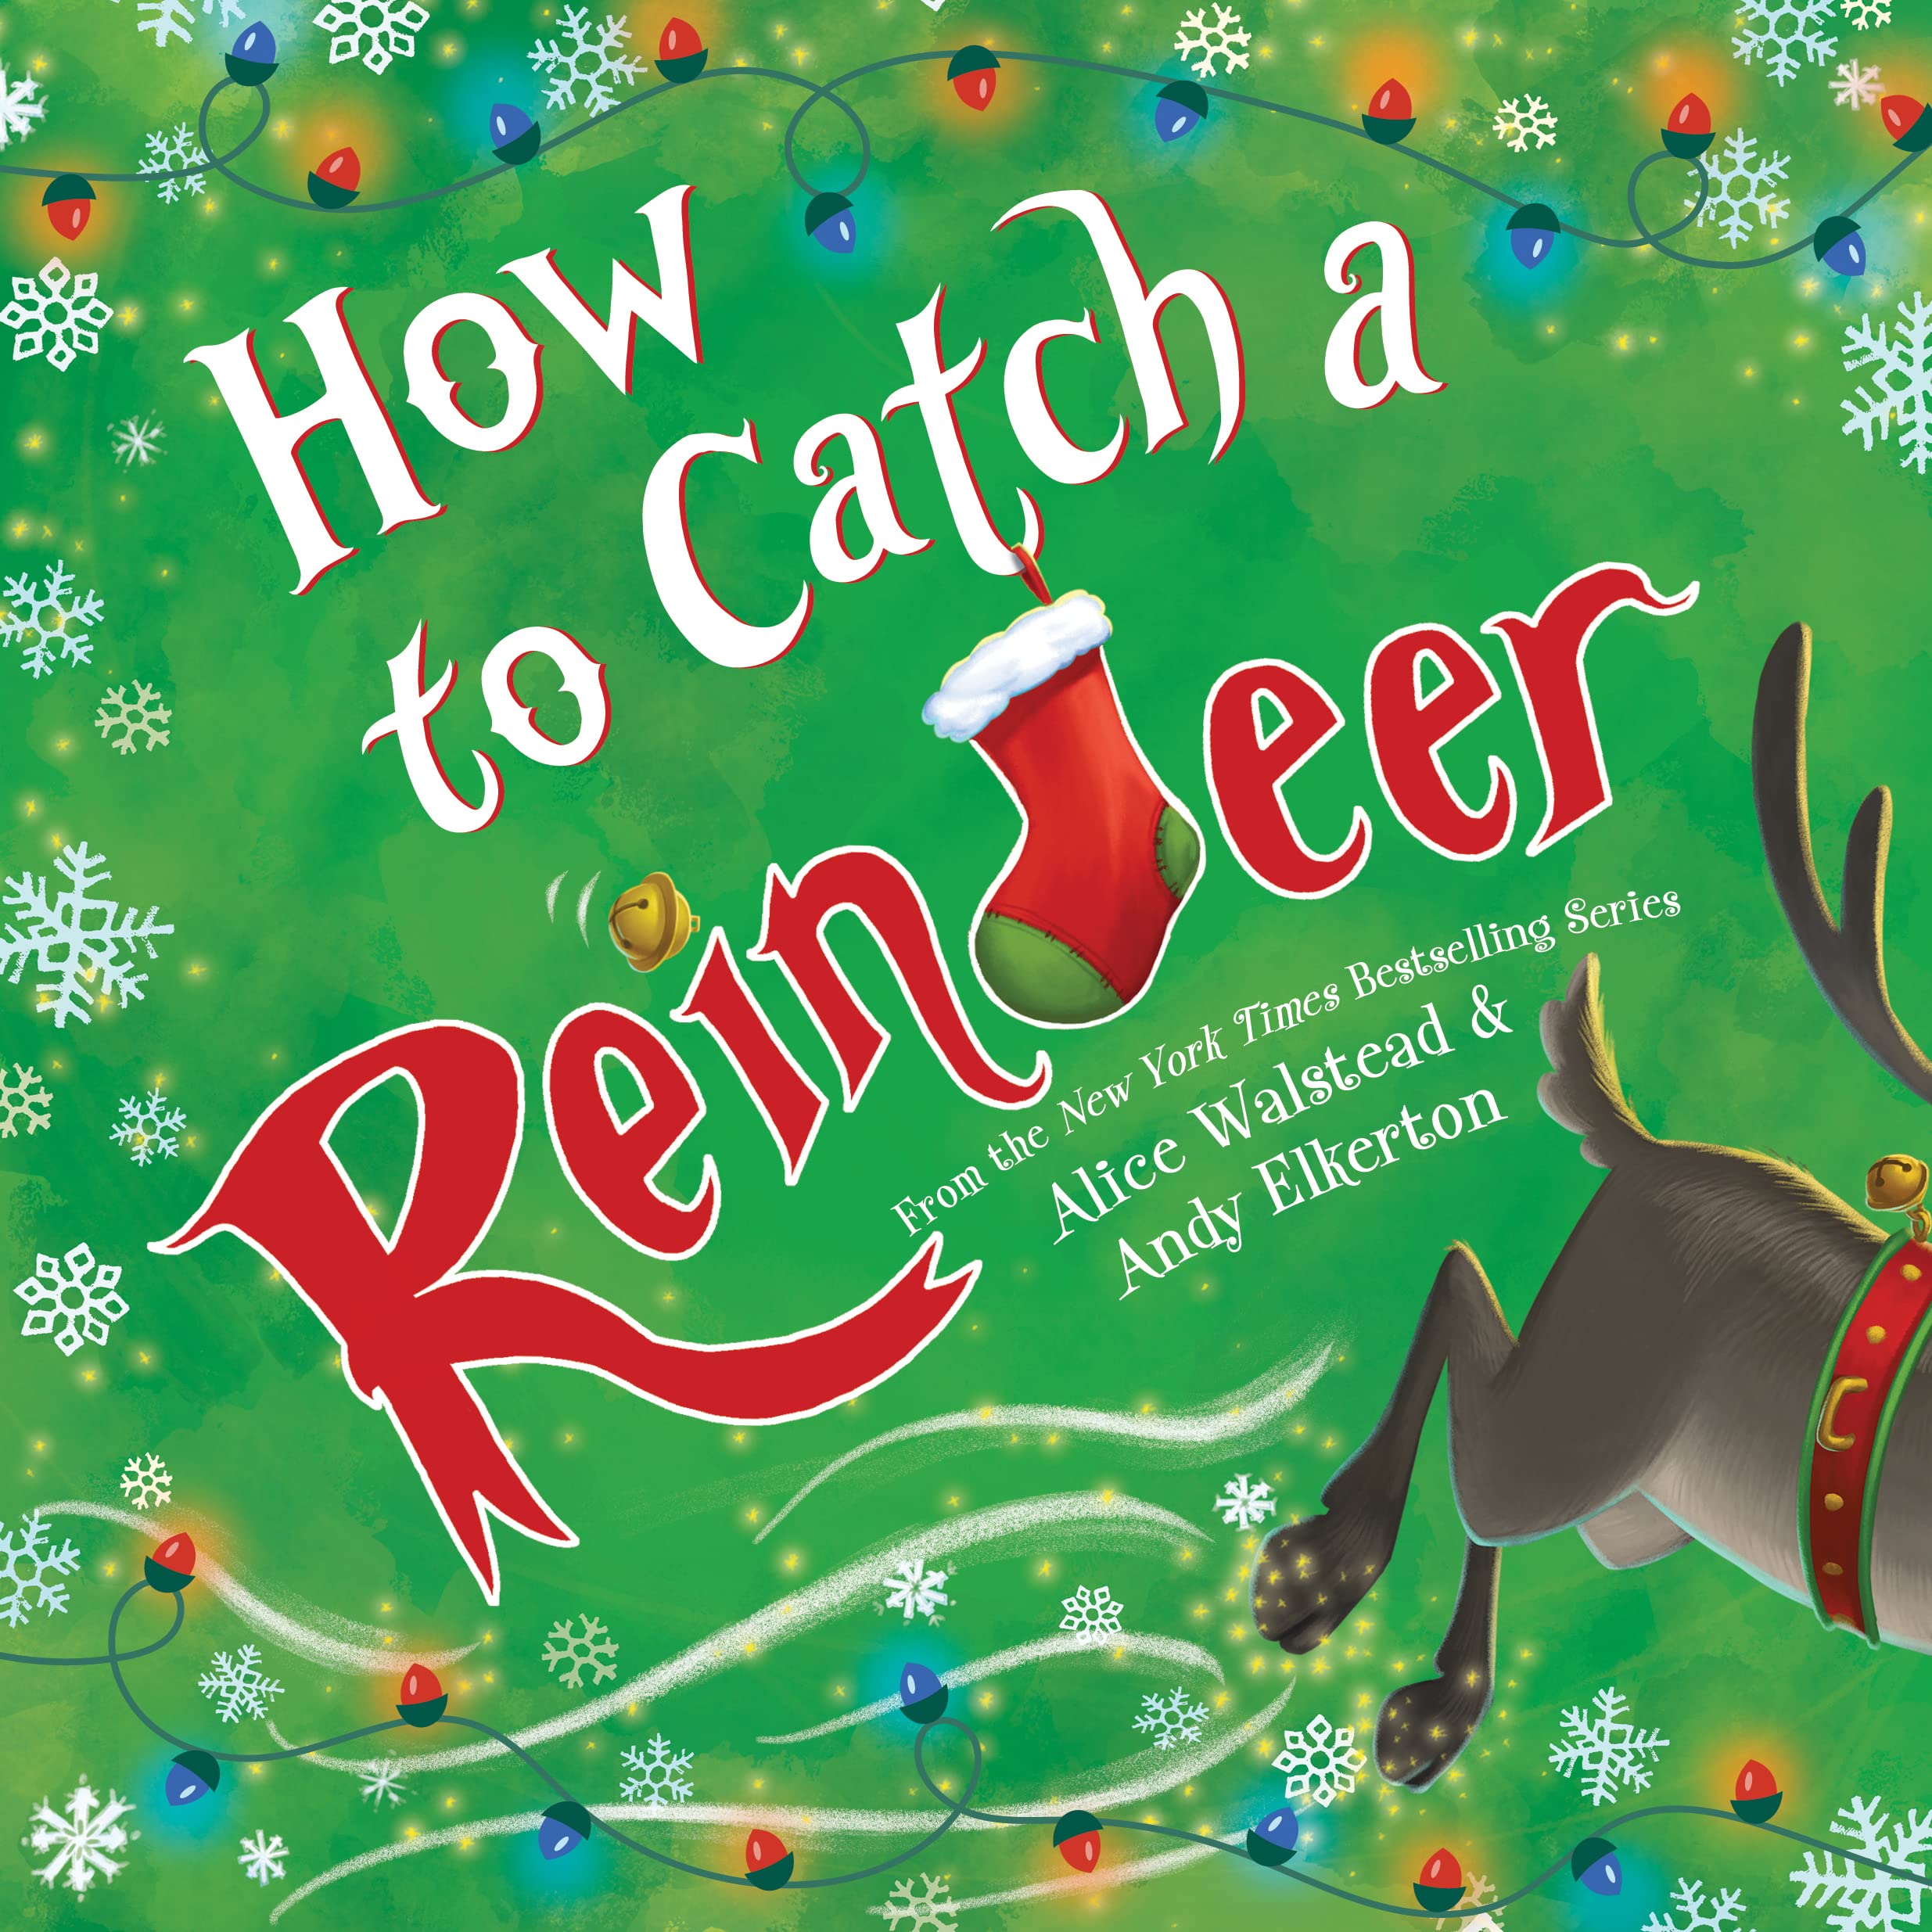 How
to Catch a
Reindeer
From the New York Times Bestselling Series
Alice Walstead &
Andy Elkerton
C